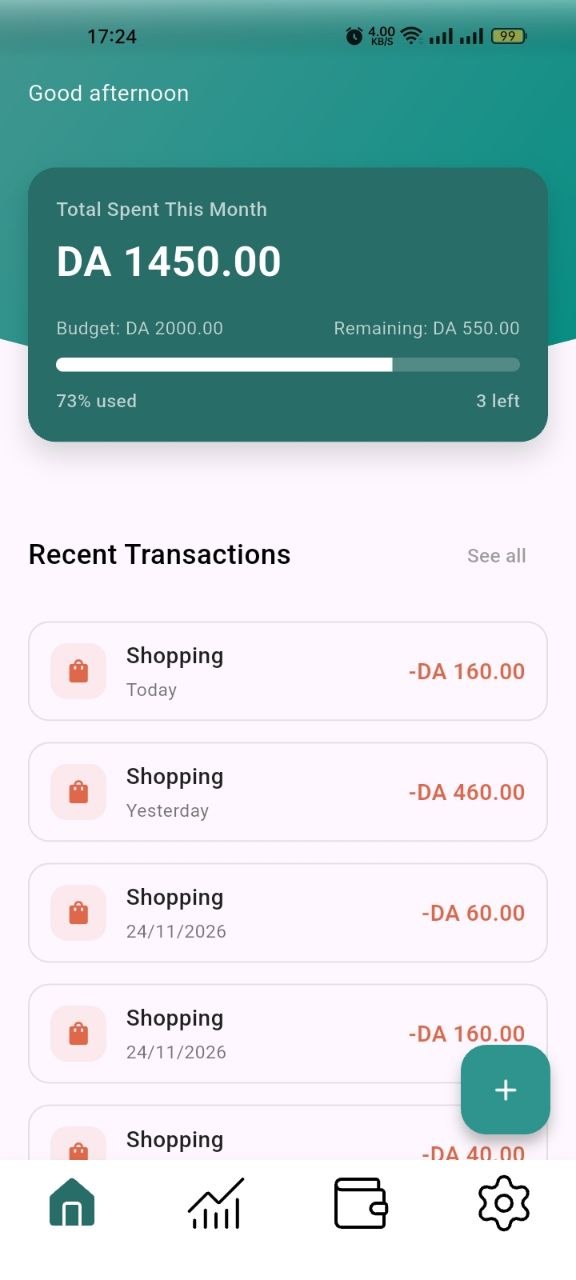 17:24
4.00
KB/S
99
Good afternoon
Total Spent This Month
DA 1450.00
Budget: DA 2000.00 Remaining: DA 550.00
73% used 3 left
Recent Transactions See all
Shopping
-DA 160.00
Today
Shopping
-DA 460.00
Yesterday
Shopping
-DA 60.00
24/11/2026
Shopping
-DA 160.00
24/11/2026
+
Shopping
-DA 40.00